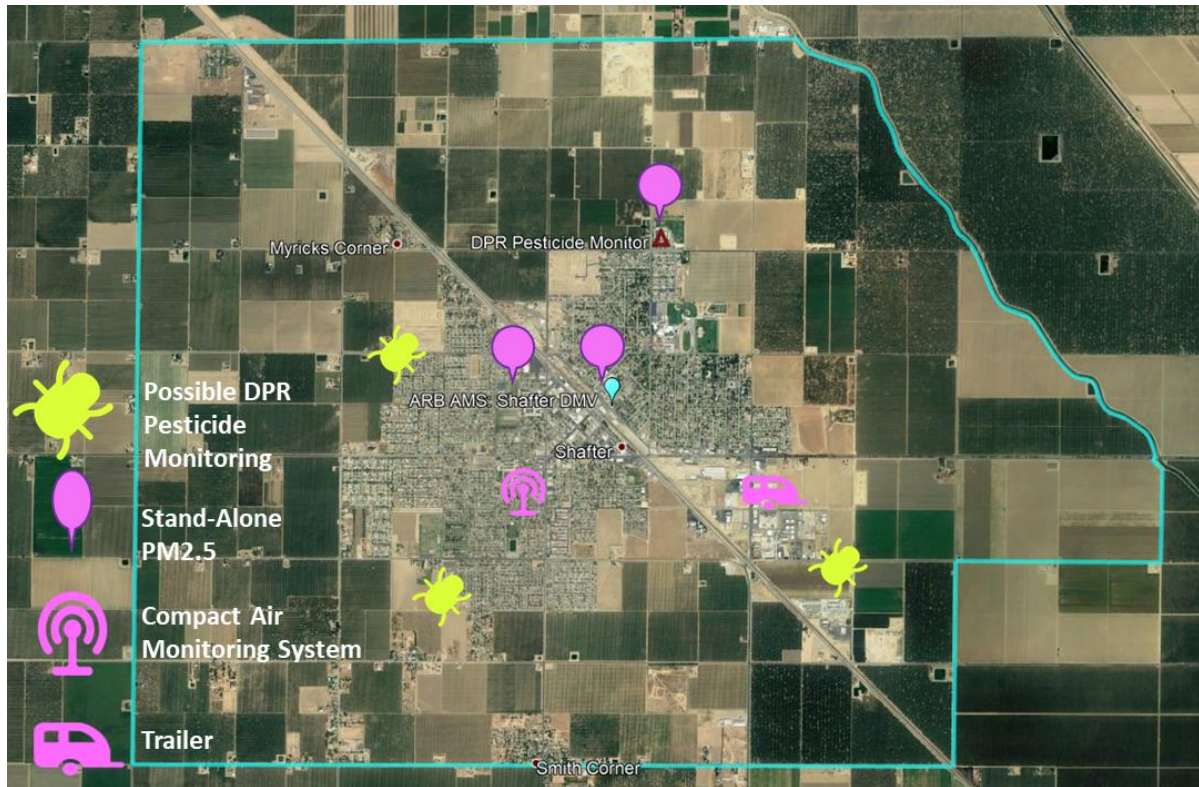 DPR Pesticide Monitor
Myricks Corner
ARB AMS: Shafter DMV
Shafter
Possible DPR
Pesticide
Monitoring
Stand-Alone
PM2.5
Compact Air
Monitoring System
Trailer
Smith Corner